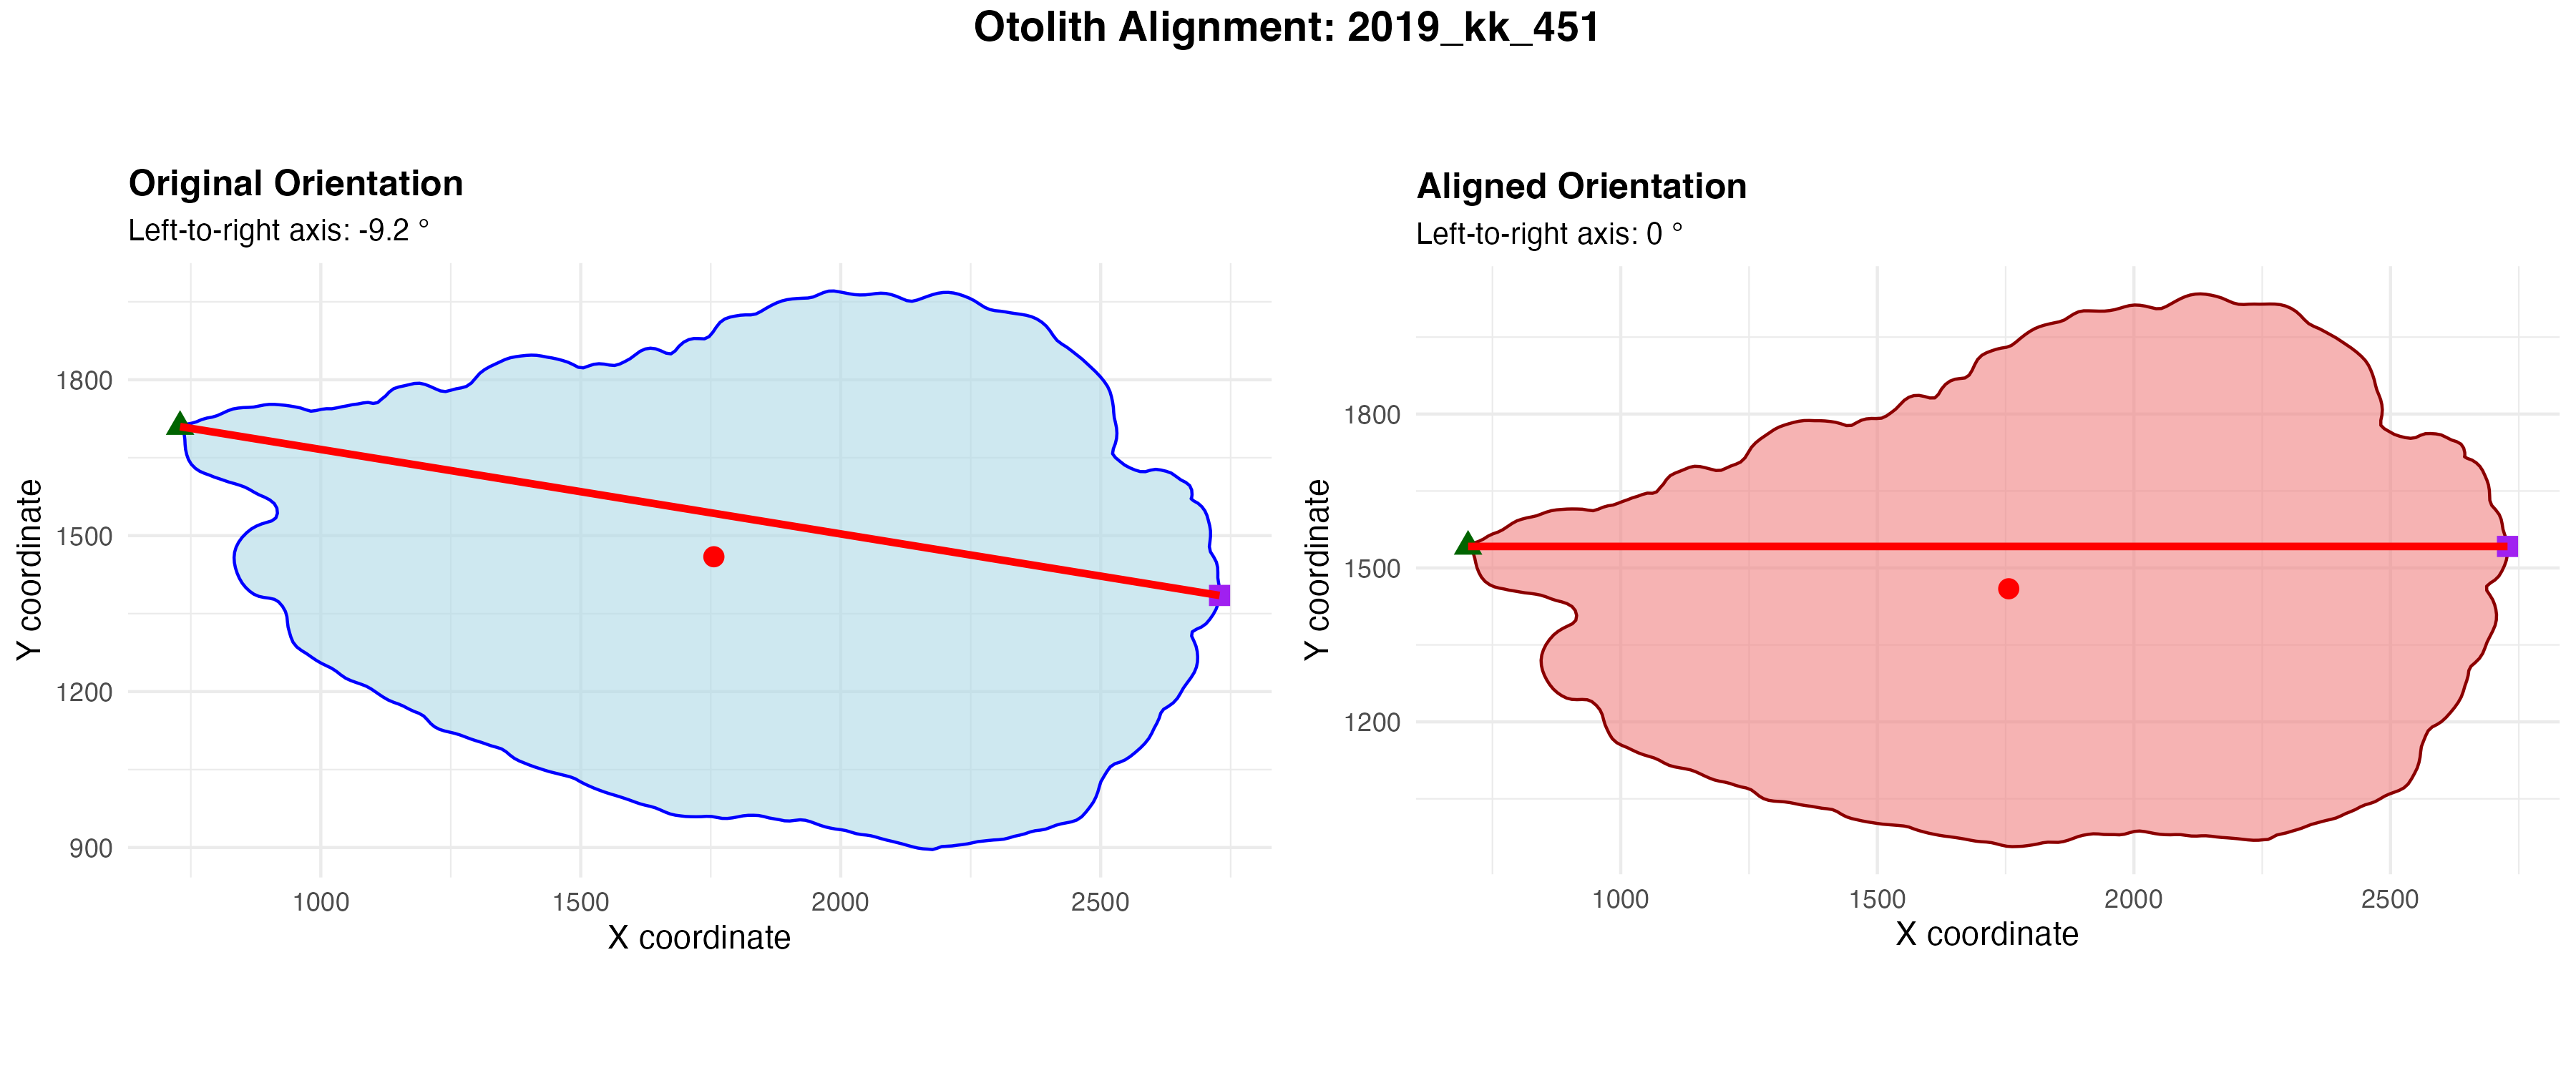 Otolith Alignment: 2019_kk_451
Original Orientation
Left-to-right axis: -9.2 °
1800
1500
1200
900
Y coordinate
1000 1500 2000 2500
X coordinate
Aligned Orientation
Left-to-right axis: 0 °
1800
1500
1200
Y coordinate
1000 1500 2000 2500
X coordinate